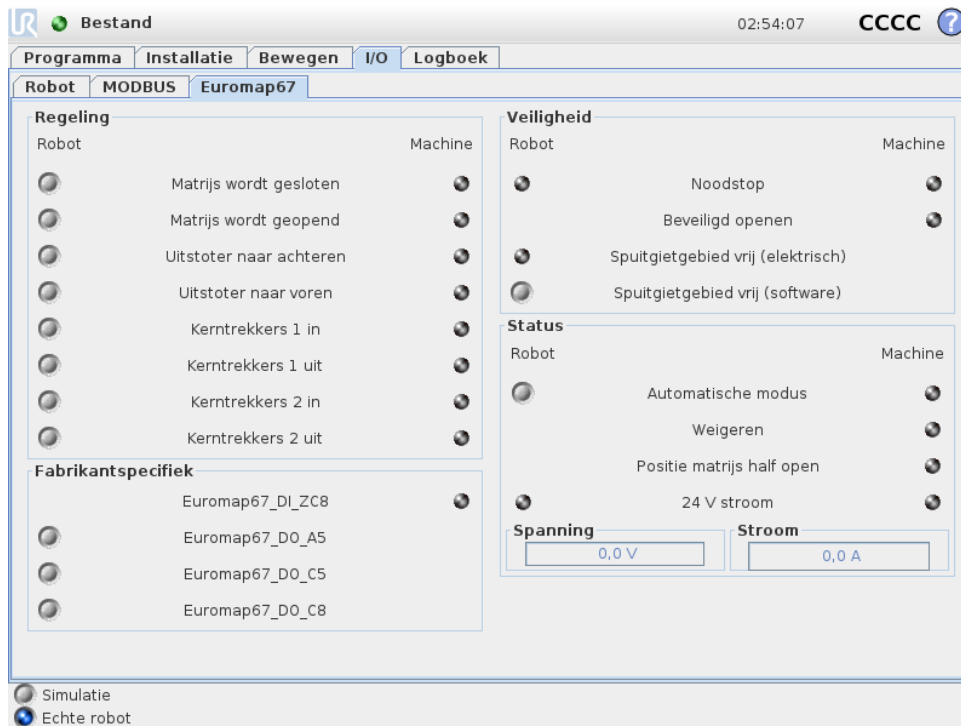 UR Bestand 02:54:07 CCCC ?
Programma Installatie Bewegen I/O Logboek
Robot MODBUS Euromap67
Regeling
Robot Machine
Matrijs wordt gesloten
Matrijs wordt geopend
Uitstoter naar achteren
Uitstoter naar voren
Kerntrekkers 1 in
Kerntrekkers 1 uit
Kerntrekkers 2 in
Kerntrekkers 2 uit
Fabrikantspecifiek
Euromap67_DI_ZC8
Euromap67_DO_A5
Euromap67_DO_C5
Euromap67_DO_C8
Veiligheid
Robot Machine
Noodstop
Beveiligd openen
Spuitgietgebied vrij (elektrisch)
Spuitgietgebied vrij (software)
Status
Robot Machine
Automatische modus
Weigeren
Positie matrijs half open
24 V stroom
Spanning
0,0 V
Stroom
0,0 A
Simulatie
Echte robot